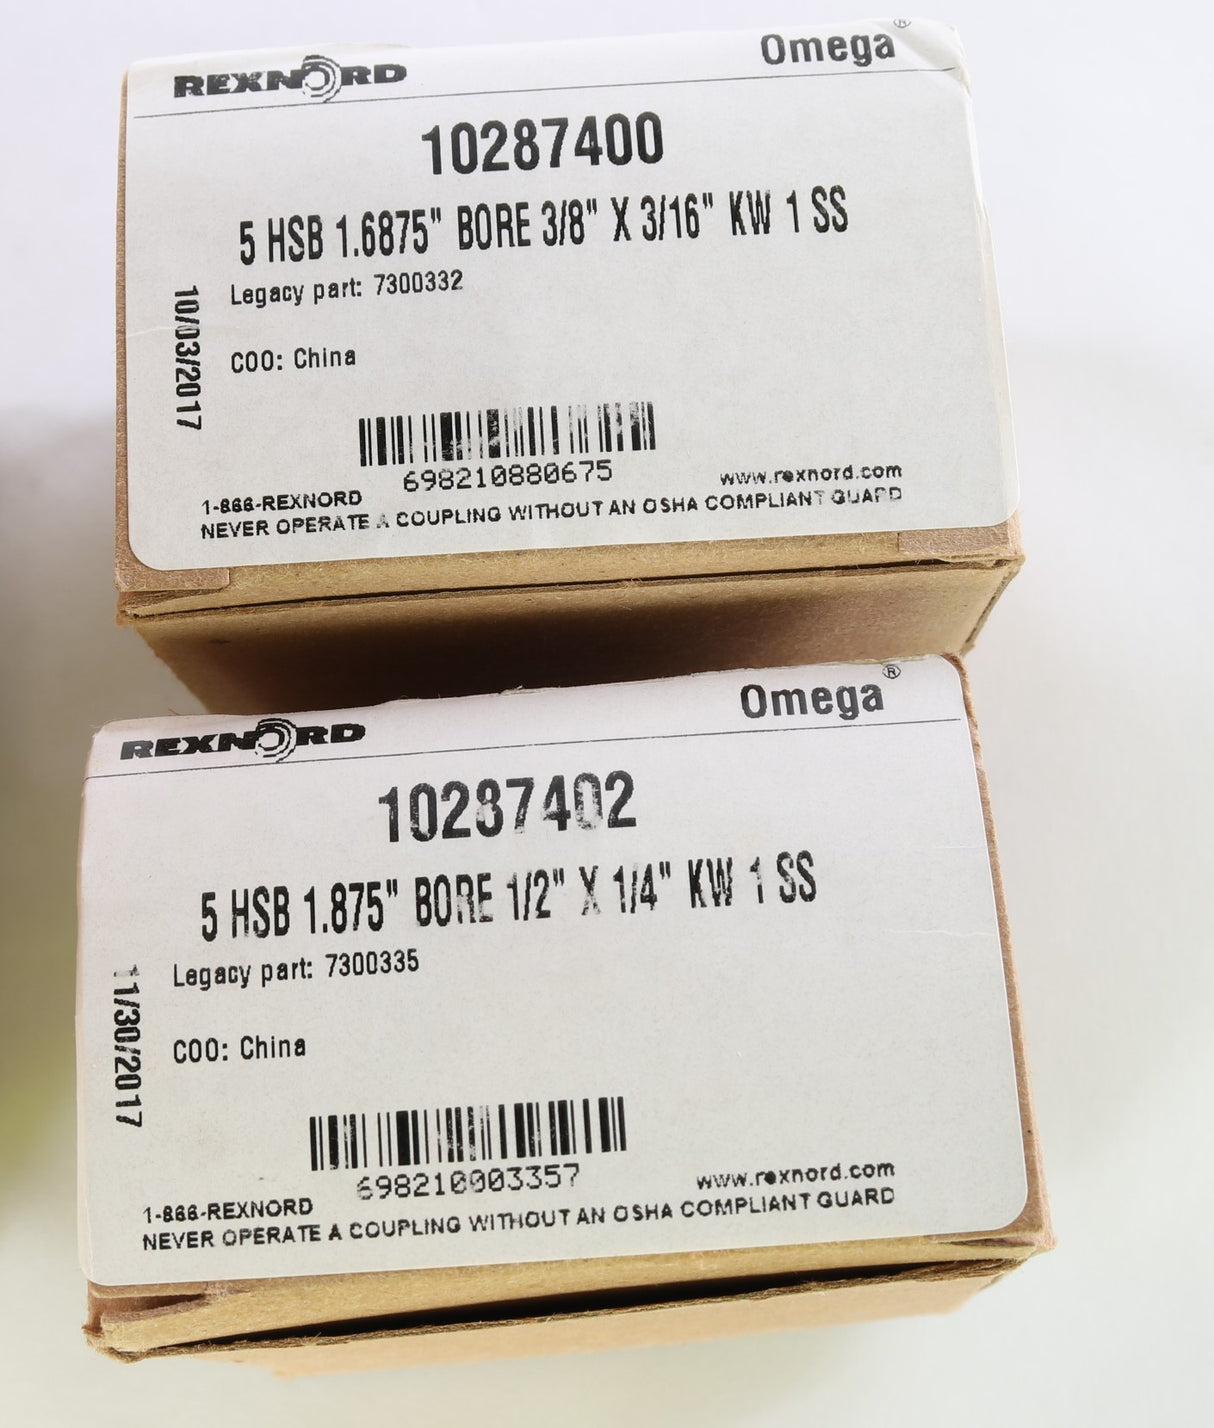 REXNORD Omega®
10287400
5 HSB 1.6875" BORE 3/8" X 3/16" KW 1 SS
Legacy part: 7300332
10/03/2017
COO: China
698210880675
1-866-REXNORD www.rexnord.com
NEVER OPERATE A COUPLING WITHOUT AN OSHA COMPLIANT GUARD
REXNORD Omega®
10287402
5 HSB 1.875" BORE 1/2" X 1/4" KW 1 SS
Legacy part: 7300335
11/30/2017
COO: China
698210003357
1-866-REXNORD www.rexnord.com
NEVER OPERATE A COUPLING WITHOUT AN OSHA COMPLIANT GUARD